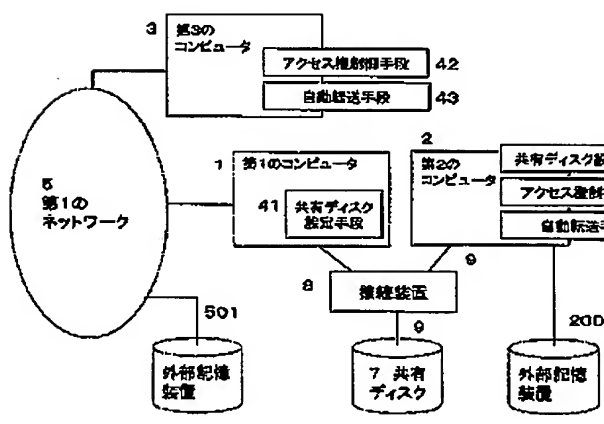 3
第3の
コンピュータ
アクセス権制御手段
42
自動転送手段
43
1
第1のコンピュータ
41
共有ディスク
設定手段
2
第2の
コンピュータ
共有ディスク設
アクセス権制
自動転送手
5
第1の
ネットワーク
8
接続装置
9
9
501
200
外部記憶
装置
7 共有
ディスク
外部記憶
装置